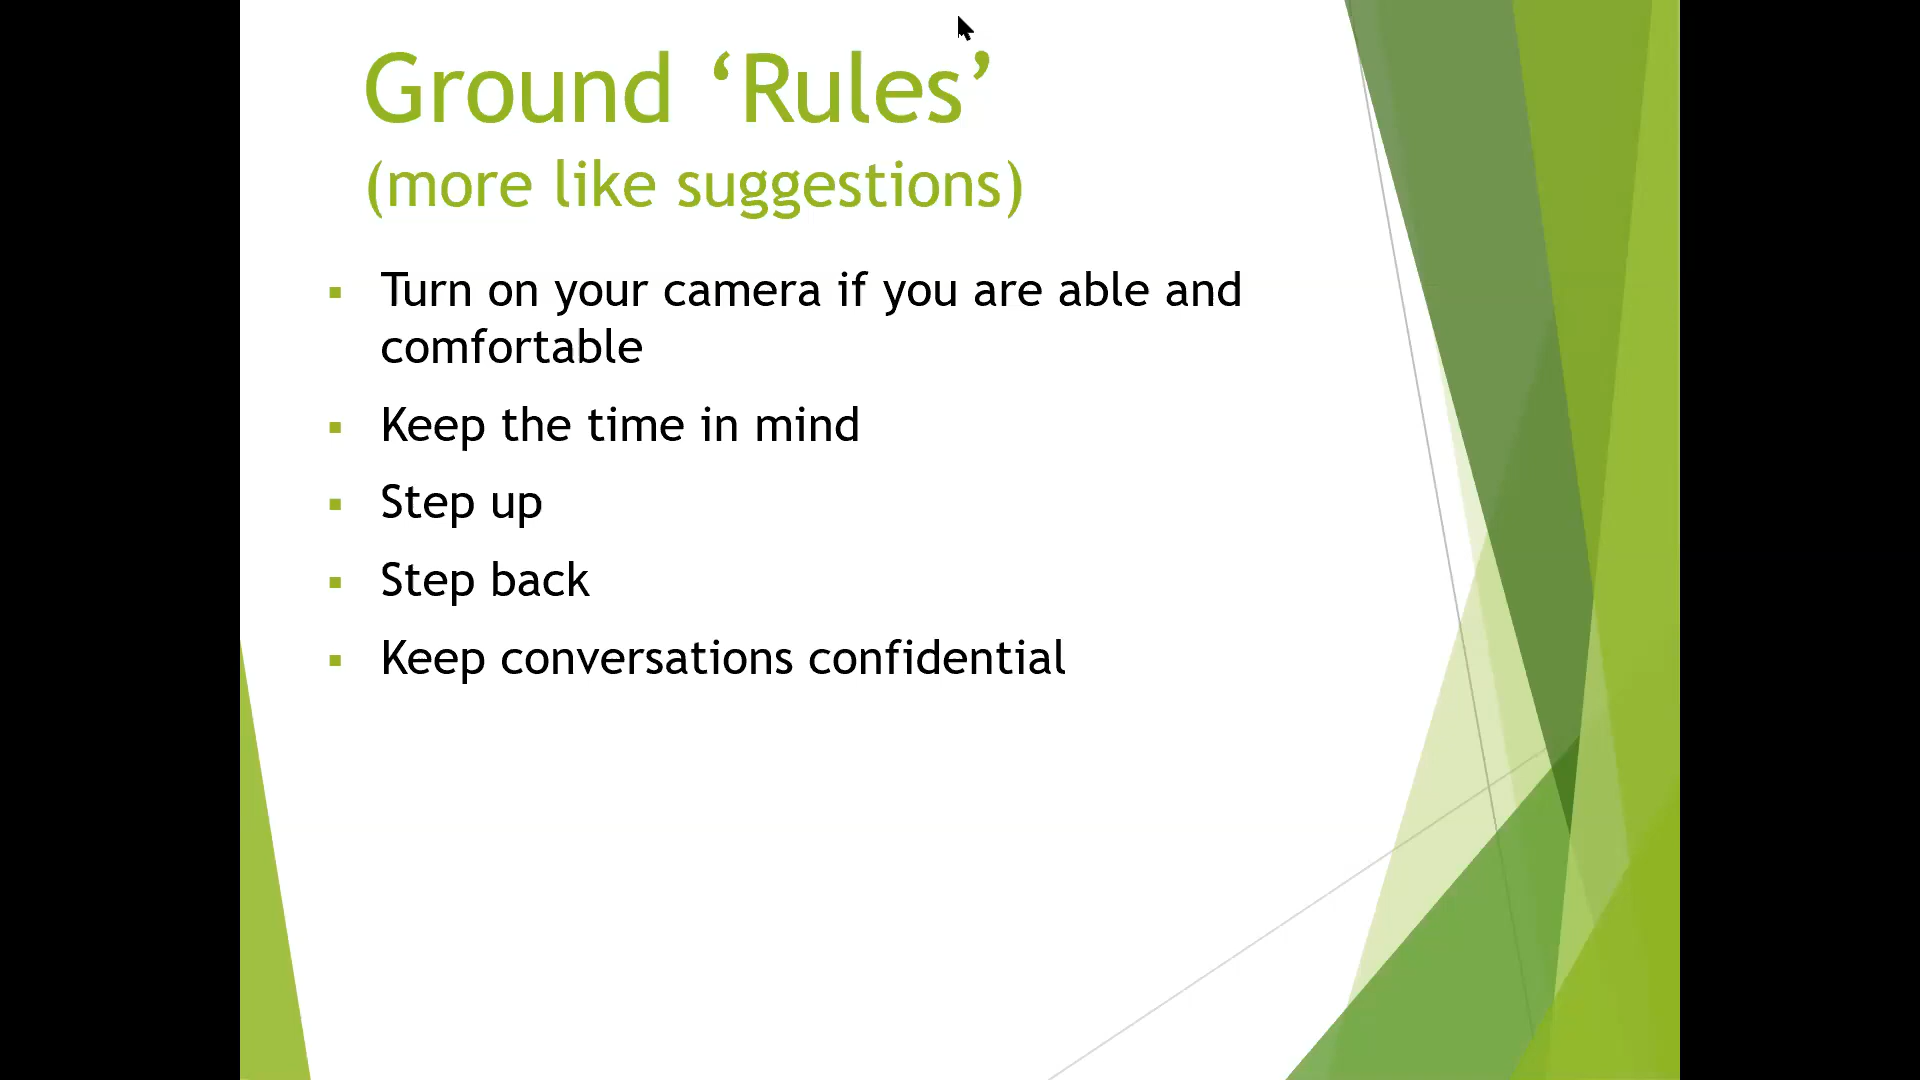 Ground ‘Rules’
(more like suggestions)
Turn on your camera if you are able and
comfortable
Keep the time in mind
Step up
Step back
Keep conversations confidential